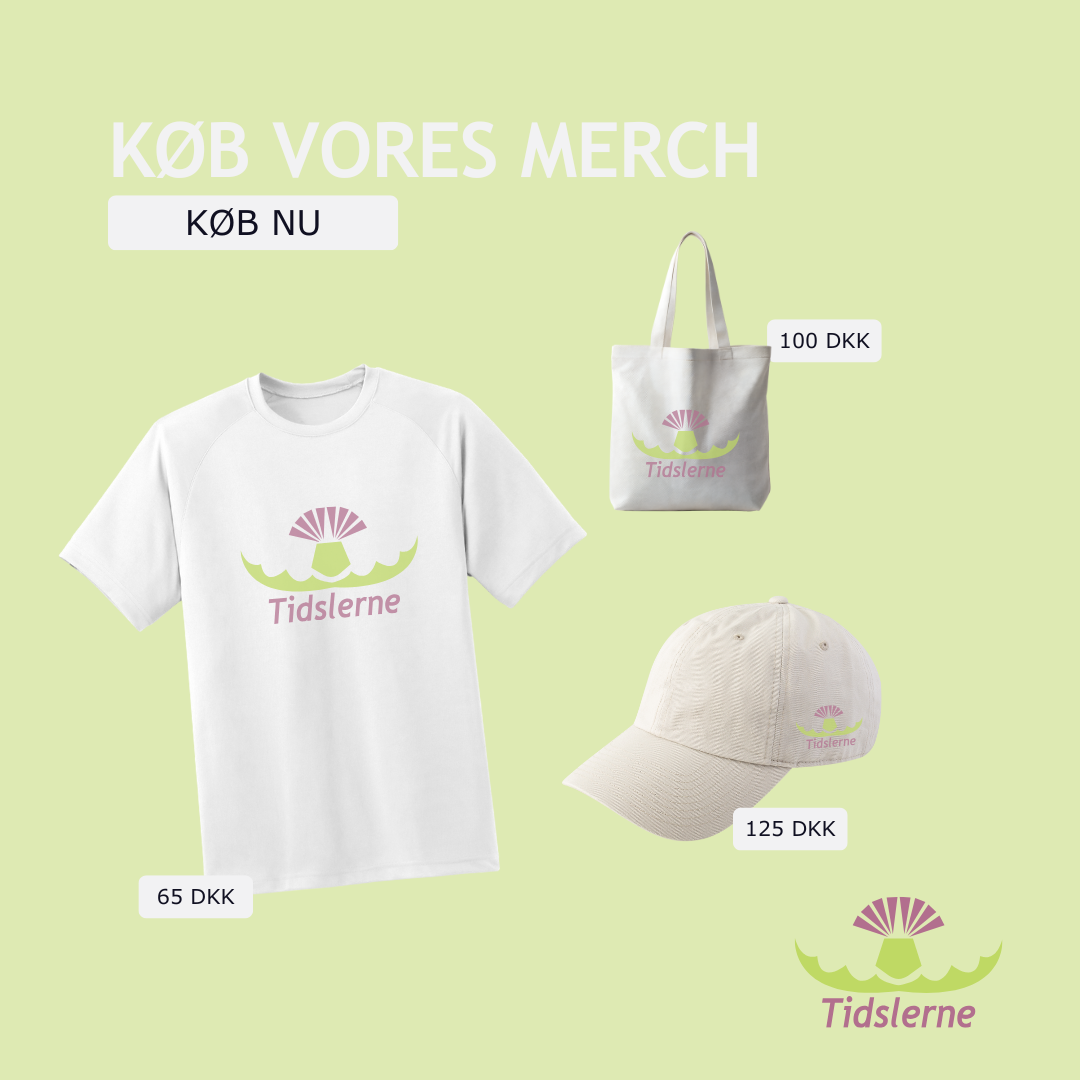 KØB VORES MERCH
KØB NU
100 DKK
Tidslerne
Tidslerne
Tidslerne
125 DKK
65 DKK
Tidslerne